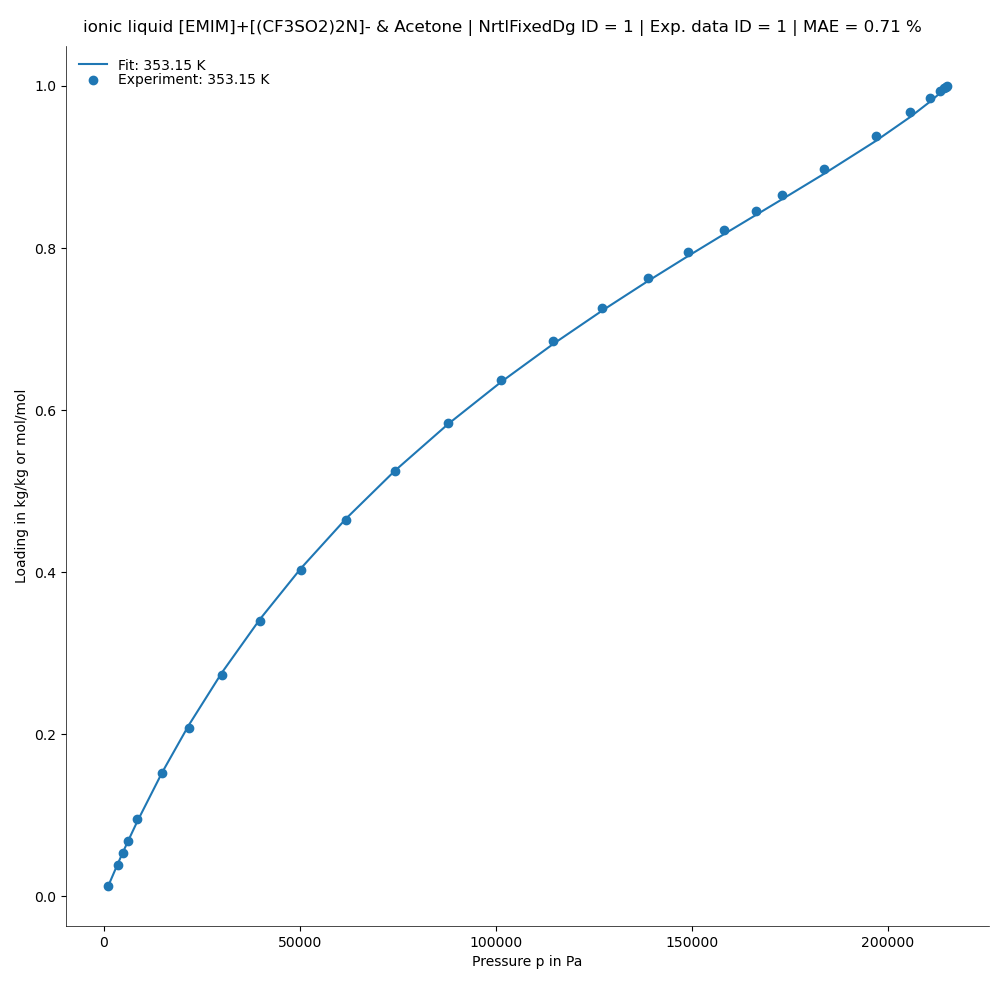 ionic liquid [EMIM]+[(CF3SO2)2N]- & Acetone | NrtlFixedDg ID = 1 | Exp. data ID = 1 | MAE = 0.71 %
Fit: 353.15 K
Experiment: 353.15 K
1.0
0.8
0.6
0.4
0.2
0.0
Loading in kg/kg or mol/mol
0
50000
100000
150000
200000
Pressure p in Pa